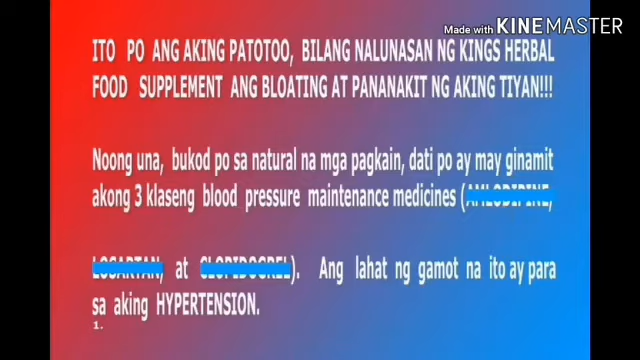 Made with KINEMASTER
ITO PO ANG AKING PATOTOO, BILANG NALUNASAN NG KINGS HERBAL
FOOD SUPPLEMENT ANG BLOATING AT PANANAKIT NG AKING TIYAN!!!
Noong una, bukod po sa natural na mga pagkain, dati po ay may ginamit
akong 3 klaseng blood pressure maintenance medicines (AMLODIPINE,
LOSARTAN, at CLOPIDOGREL). Ang lahat ng gamot na ito ay para
sa aking HYPERTENSION.
1.